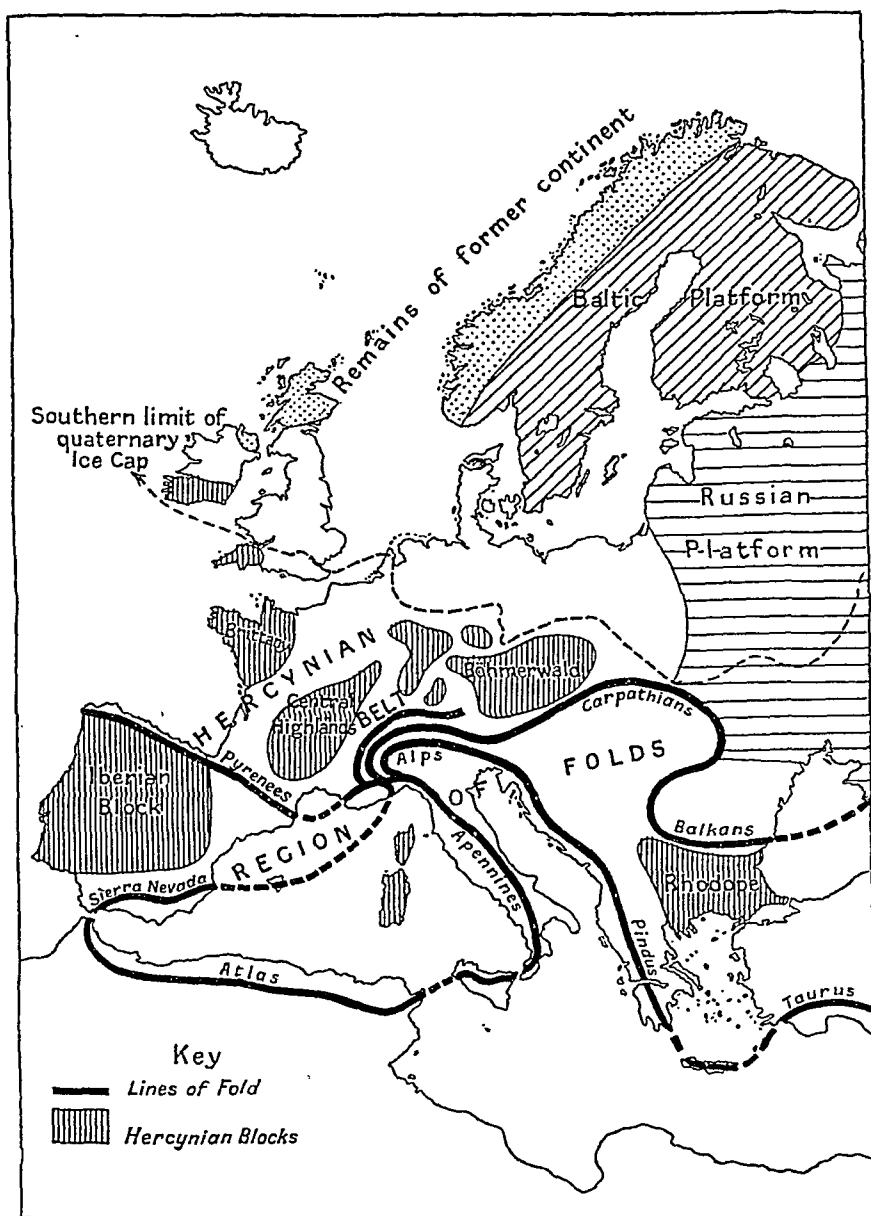 Remains of former continent
Baltic Platform
Southern limit of
quaternary
Ice Cap
Russian
Platform
Brittany
HERCYNIAN
BELT
Bohmerwald
Central
Highlands
Carpathians
Pyrenees
Alps
FOLDS
Iberian
Block
OF
REGION
Balkans
Apennines
Sierra Nevada
Rhodope
Pindus
Atlas
Taurus
Key
Lines of Fold
Hercynian Blocks